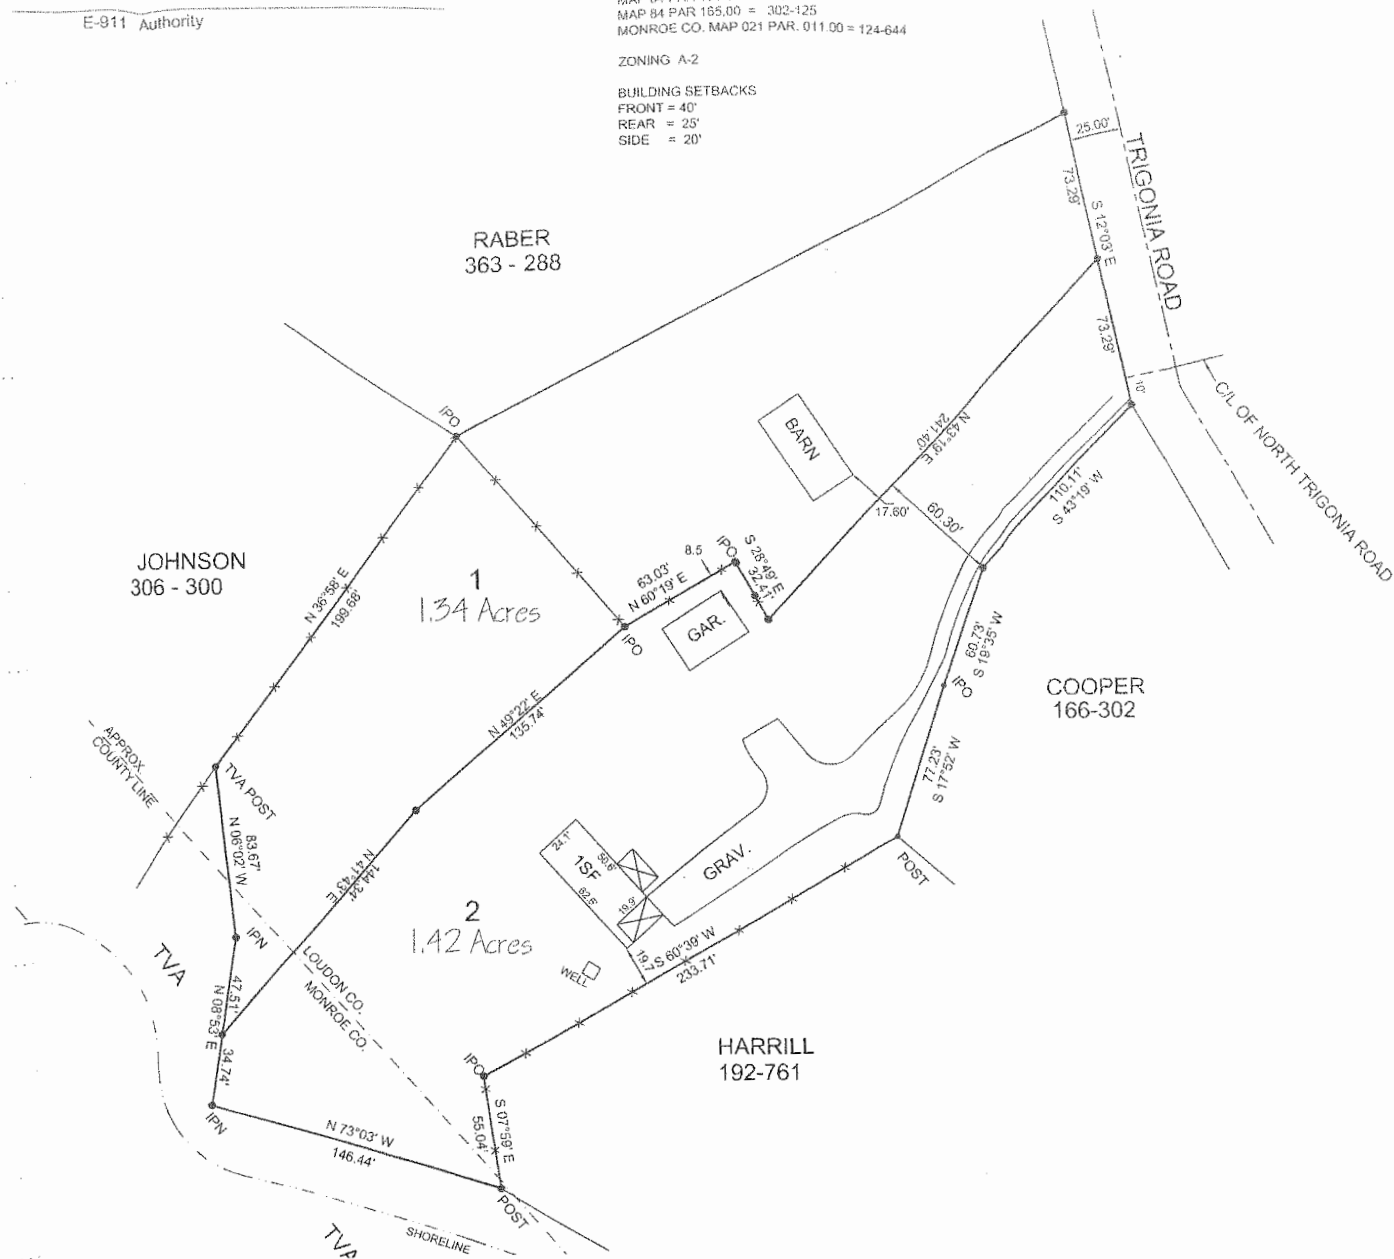 E-911 Authority
MAP 84 PAR 165.00 = 302-125
MONROE CO. MAP 021 PAR. 011.00 = 124-644
ZONING A-2
BUILDING SETBACKS
FRONT = 40'
REAR = 25'
SIDE = 20'
25.00'
TRIGONIA ROAD
73.29'
S 12°03' E
73.29'
10'
C/L OF NORTH TRIGONIA ROAD
RABER
363 - 288
IPO
BARN
N 43°19' E
241.40'
110.11'
S 43°19' W
17.60'
60.30'
JOHNSON
306 - 300
N 36°58' E
199.68'
1
1.34 Acres
8.5
IPO
63.03'
N 60°19' E
S 28°49' E
32.41'
GAR.
IPO
60.73'
S 19°35' W
IPO
COOPER
166-302
N 49°22' E
135.74'
APPROX.
COUNTY LINE
TVA POST
77.23'
S 17°52' W
83.67'
N 06°02' W
N 41°43' E
144.34'
24.1'
1SF
50.6'
62.6'
19.9'
GRAV.
POST
2
1.42 Acres
IPN
TVA
LOUDON CO.
MONROE CO.
WELL
19.7
S 60°39' W
233.71'
47.51'
N 08°53' E
34.74'
HARRILL
192-761
IPO
IPN
N 73°03' W
146.44'
S 07°59' E
55.04'
POST
SHORELINE
TVA